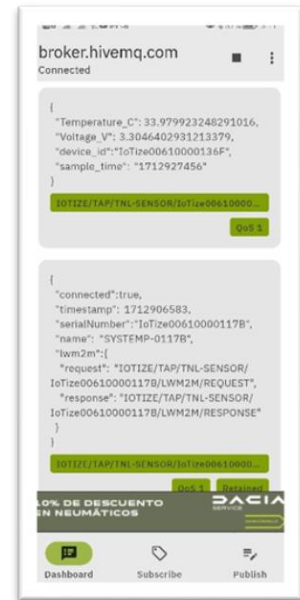 broker.hivemq.com
Connected
{
"Temperature_C": 33.979923248291016,
"Voltage_V": 3.3046402931213379,
"device_id":"IoTize00610000136F",
"sample_time": "1712927456"
}
IOTIZE/TAP/TNL-SENSOR/IoTize00610000...
QoS 1
{
"connected":true,
"timestamp": 1712906583,
"serialNumber":"IoTize00610000117B",
"name": "SYSTEMP-0117B",
"lwm2m":{
"request": "IOTIZE/TAP/TNL-SENSOR/
IoTize00610000117B/LWM2M/REQUEST",
"response": "IOTIZE/TAP/TNL-SENSOR/
IoTize00610000117B/LWM2M/RESPONSE"
}
}
IOTIZE/TAP/TNL-SENSOR/IoTize00610000...
QoS 1 Retained
DE DESCUENTO
EN NEUMÁTICOS
DACIA
SERVICE
Dashboard Subscribe Publish